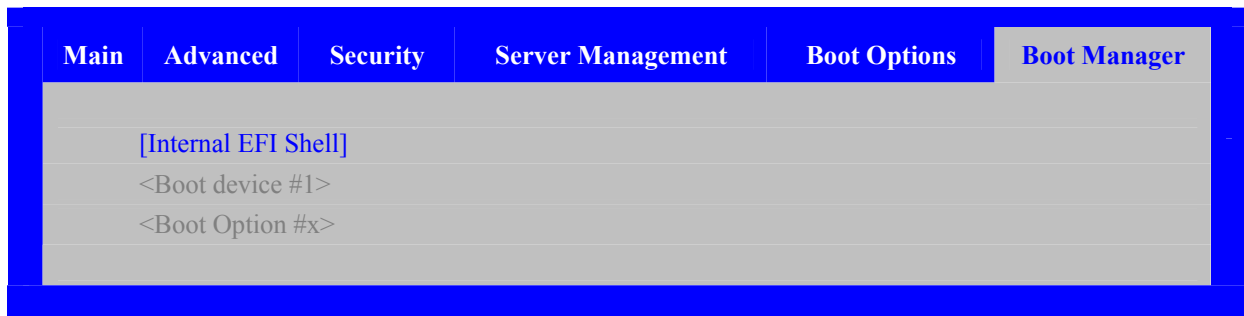 Main Advanced Security Server Management Boot Options Boot Manager
[Internal EFI Shell]
<Boot device #1>
<Boot Option #x>